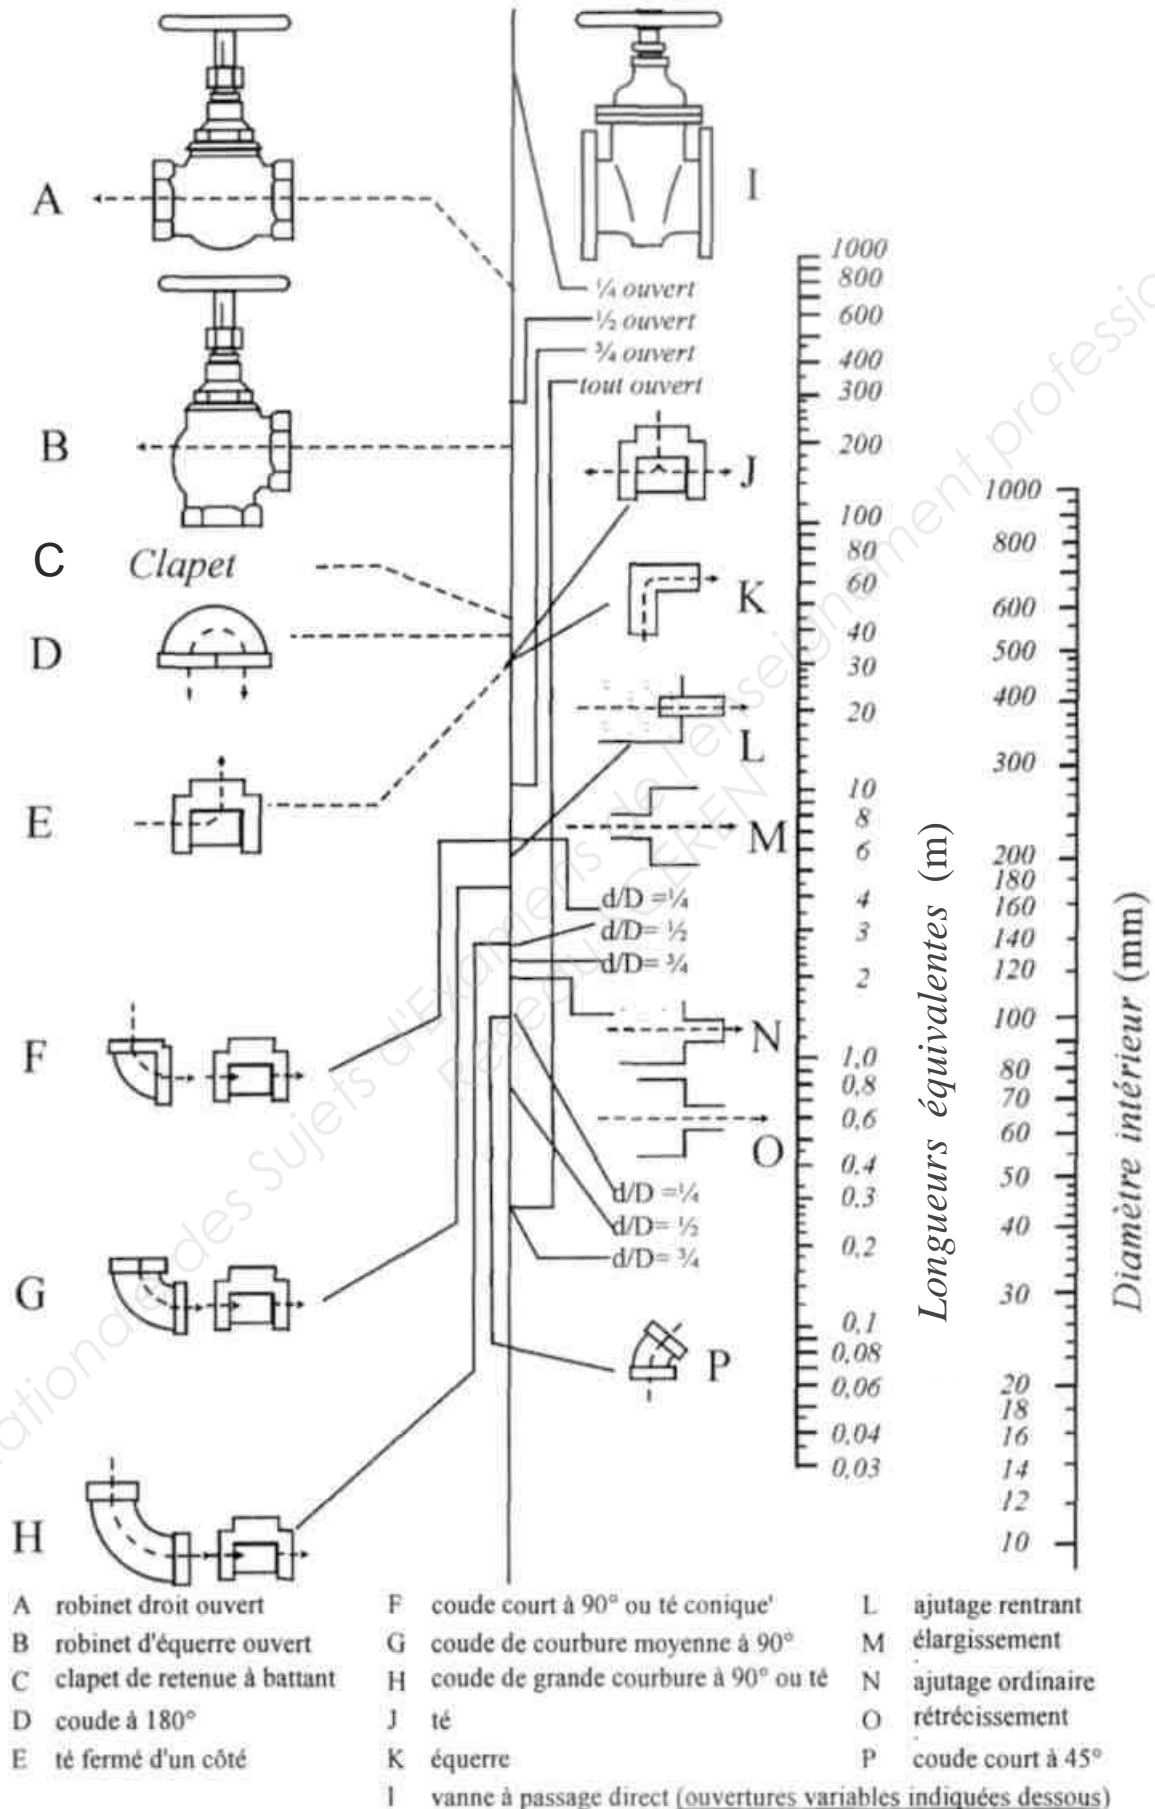 A
I
¼ ouvert
½ ouvert
¾ ouvert
tout ouvert
B
J
C Clapet
K
D
L
E
M
d/D =¼
d/D= ½
d/D= ¾
F
N
O
d/D =¼
d/D= ½
d/D= ¾
G
P
H
1000
800
600
400
300
200
100
80
60
40
30
20
10
8
6
4
3
2
1,0
0,8
0,6
0,4
0.3
0,2
0,1
0,08
0,06
0,04
0,03
Longueurs équivalentes (m)
1000
800
600
500
400
300
200
180
160
140
120
100
80
70
60
50
40
30
20
18
16
14
12
10
Diamètre intérieur (mm)
A robinet droit ouvert
B robinet d'équerre ouvert
C clapet de retenue à battant
D coude à 180°
E té fermé d'un côté
F coude court à 90° ou té conique'
G coude de courbure moyenne à 90°
H coude de grande courbure à 90° ou té
J té
K équerre
I vanne à passage direct (ouvertures variables indiquées dessous)
L ajutage rentrant
M élargissement
N ajutage ordinaire
O rétrécissement
P coude court à 45°
des Sujets d'Examens de l'enseignement